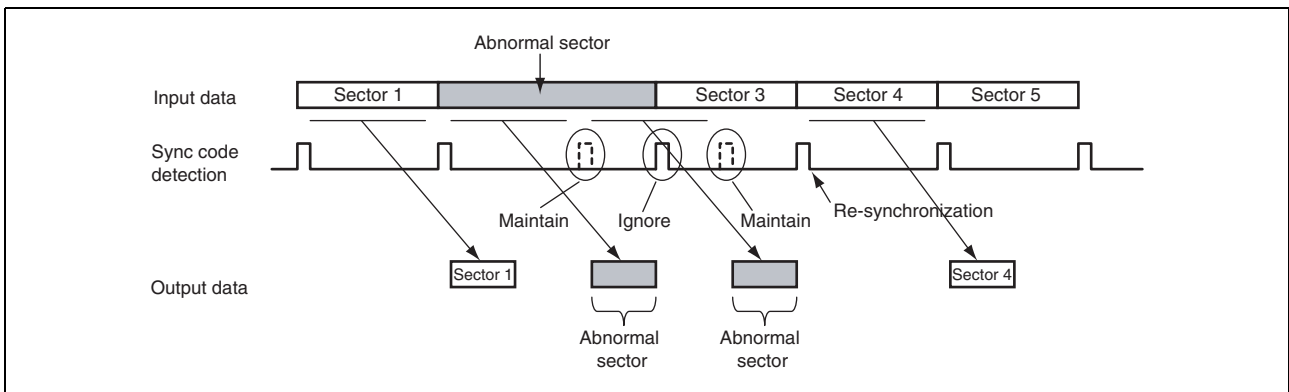 Abnormal sector
Input data
Sector 1
Sector 3
Sector 4
Sector 5
Sync code
detection
Maintain
Ignore
Maintain
Re-synchronization
Output data
Sector 1
Sector 4
Abnormal
sector
Abnormal
sector